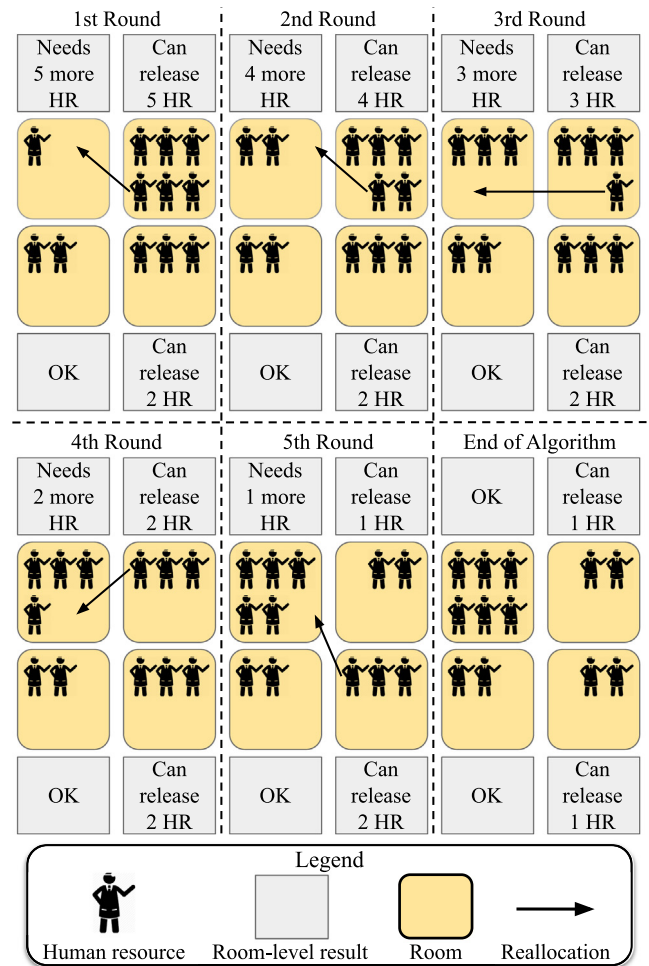 1st Round
2nd Round
3rd Round
Needs
5 more
HR
Can
release
5 HR
Needs
4 more
HR
Can
release
4 HR
Needs
3 more
HR
Can
release
3 HR
OK
Can
release
2 HR
OK
Can
release
2 HR
OK
Can
release
2 HR
4th Round
5th Round
End of Algorithm
Needs
2 more
HR
Can
release
2 HR
Needs
1 more
HR
Can
release
1 HR
OK
Can
release
1 HR
OK
Can
release
2 HR
OK
Can
release
2 HR
OK
Can
release
1 HR
Legend
Human resource
Room-level result
Room
Reallocation